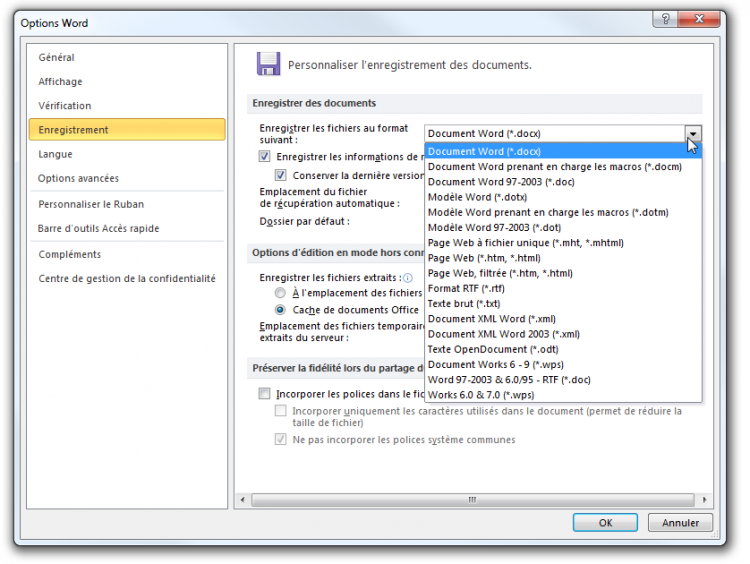 Options Word
Général
Affichage
Vérification
Enregistrement
Langue
Options avancées
Personnaliser le Ruban
Barre d'outils Accès rapide
Compléments
Centre de gestion de la confidentialité
Personnaliser l'enregistrement des documents.
Enregistrer des documents
Enregistrer les fichiers au format
suivant :
Document Word (*.docx)
Enregistrer les informations de r
Conserver la dernière version
Emplacement du fichier
de récupération automatique :
Dossier par défaut :
Document Word (*.docx)
Document Word prenant en charge les macros (*.docm)
Document Word 97-2003 (*.doc)
Modèle Word (*.dotx)
Modèle Word prenant en charge les macros (*.dotm)
Modèle Word 97-2003 (*.dot)
Page Web à fichier unique (*.mht, *.mhtml)
Page Web (*.htm, *.html)
Page Web, filtrée (*.htm, *.html)
Format RTF (*.rtf)
Texte brut (*.txt)
Document XML Word (*.xml)
Document XML Word 2003 (*.xml)
Texte OpenDocument (*.odt)
Document Works 6 - 9 (*.wps)
Word 97-2003 & 6.0/95 - RTF (*.doc)
Works 6.0 & 7.0 (*.wps)
Options d'édition en mode hors conn
Enregistrer les fichiers extraits :
À l'emplacement des fichiers
Cache de documents Office
Emplacement des fichiers temporaire
extraits du serveur :
Préserver la fidélité lors du partage d
Incorporer les polices dans le fic
Incorporer uniquement les caractères utilisés dans le document (permet de réduire la
taille de fichier)
Ne pas incorporer les polices système communes
OK
Annuler